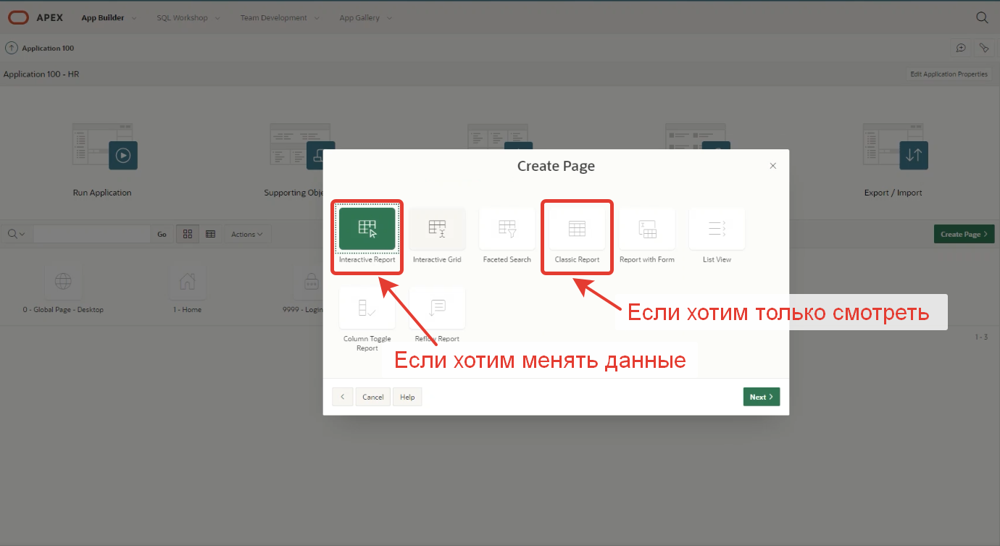 APEX
App Builder
SQL Workshop
Team Development
App Gallery
Application 100
Application 100 - HR
Edit Application Properties
Run Application
Supporting Obje
Export / Import
Go
Actions
Create Page
0 - Global Page - Desktop
1 - Home
9999 - Login
1 - 3
Create Page
Interactive Report
Interactive Grid
Faceted Search
Classic Report
Report with Form
List View
Column Toggle
Report
Reflow Report
Если хотим только смотреть
Если хотим менять данные
Cancel
Help
Next